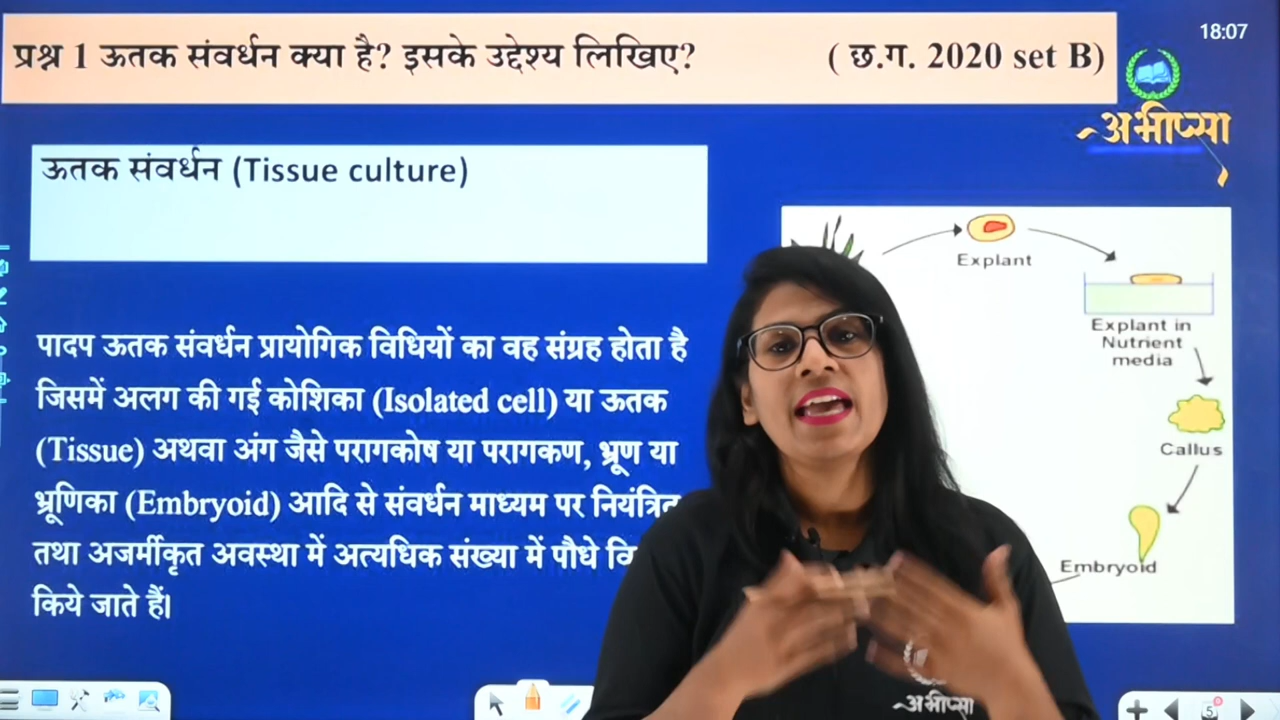 प्रश्न 1 ऊतक संवर्धन क्या है? इसके उद्देश्य लिखिए? ( छ.ग. 2020 set B)
18:07
अभीप्सा
ऊतक संवर्धन (Tissue culture)
पादप ऊतक संवर्धन प्रायोगिक विधियों का वह संग्रह होता है
जिसमें अलग की गई कोशिका (Isolated cell) या ऊतक
(Tissue) अथवा अंग जैसे परागकोष या परागकण, भ्रूण या
भ्रूणिका (Embryoid) आदि से संवर्धन माध्यम पर नियंत्रित
तथा अजर्मीकृत अवस्था में अत्यधिक संख्या में पौधे
किये जाते हैं।
Explant
Explant in
Nutrient
media
Callus
Embryoid
अभीप्सा
5